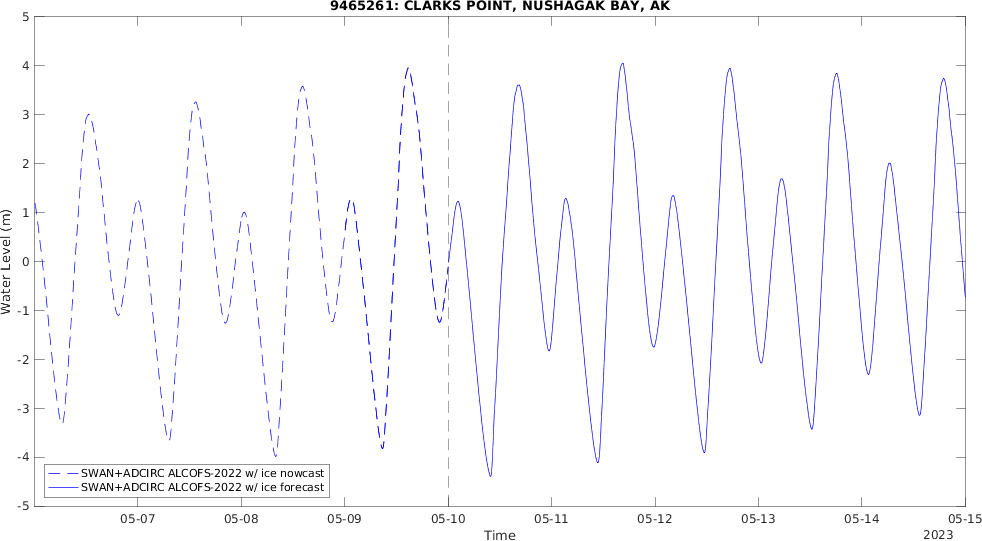 9465261: CLARKS POINT, NUSHAGAK BAY, AK
5
4
3
2
1
0
-1
-2
-3
-4
-5
Water Level (m)
SWAN+ADCIRC ALCOFS-2022 w/ ice nowcast
SWAN+ADCIRC ALCOFS-2022 w/ ice forecast
05-07 05-08 05-09 05-10 05-11 05-12 05-13 05-14 05-15
Time
2023